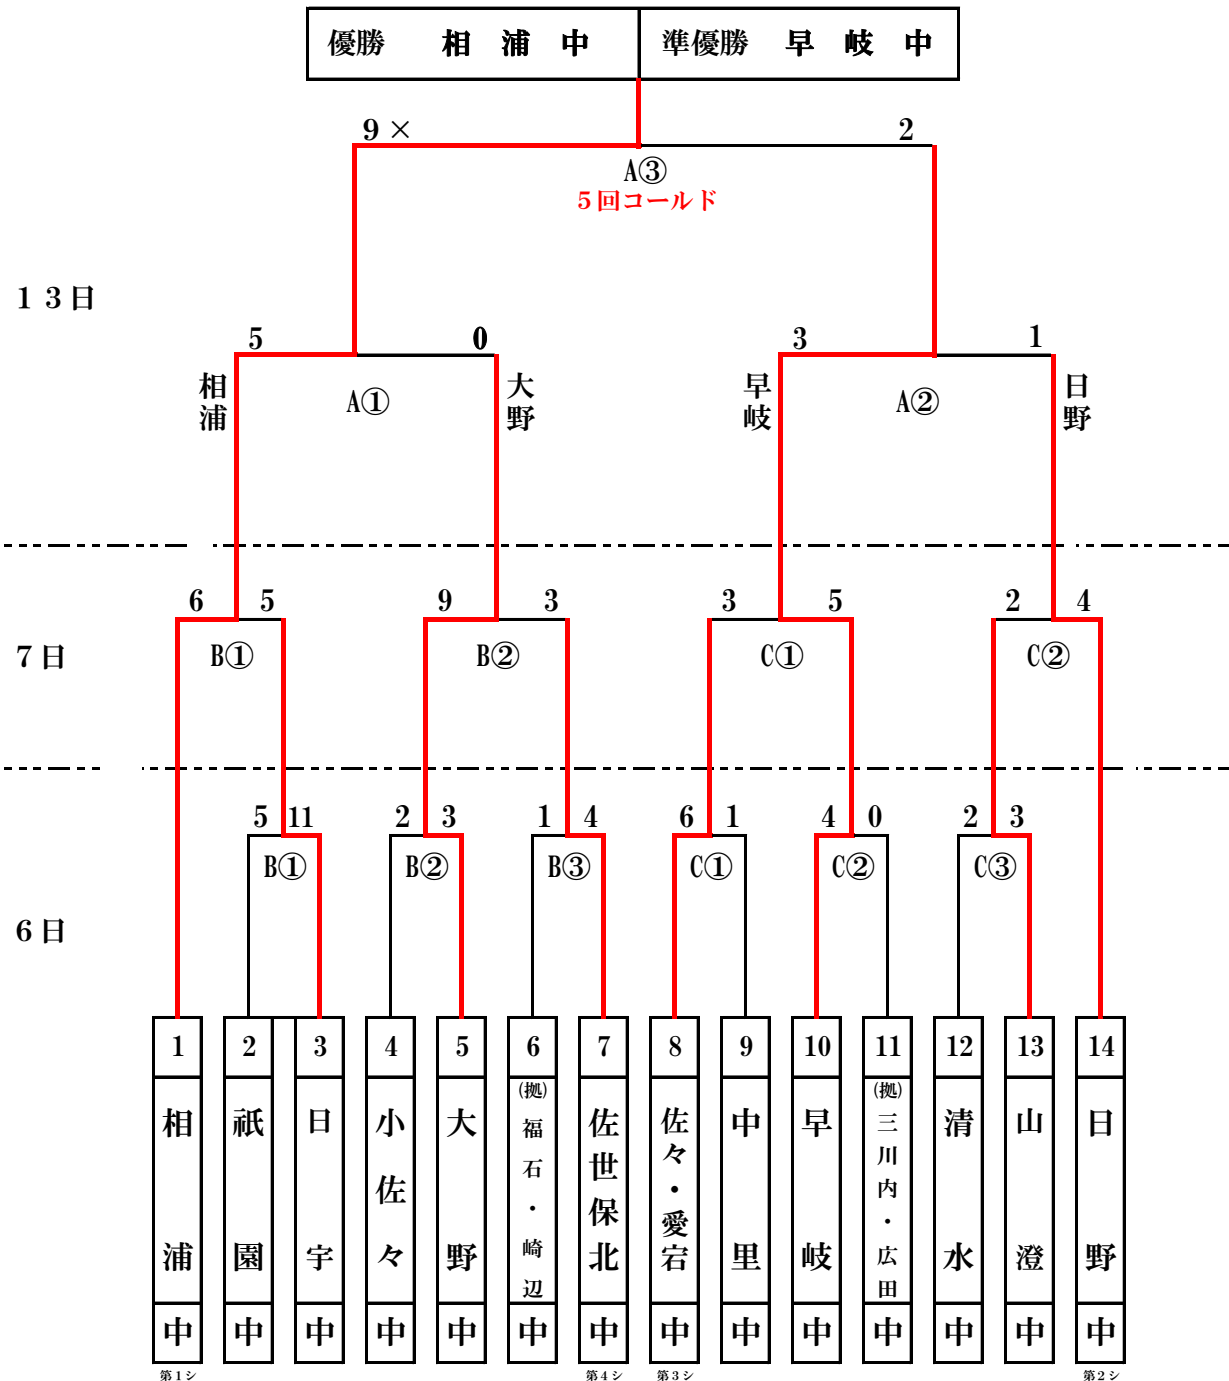 優勝 相浦中 準優勝 早岐中
9× 2
A③
５回コールド
１３日
5 0 3 1
相浦 A① 大野 早岐 A② 日野
6 5 9 3 3 5 2 4
７日 B① B② C① C②
5 11 2 3 1 4 6 1 4 0 2 3
B① B② B③ C① C② C③
６日
1 2 3 4 5 6 7 8 9 10 11 12 13 14
相浦中
祇園中
日宇中
小佐々中
大野中
(拠)福石・崎辺中
佐世保北中
佐々・愛宕中
中里中
早岐中
(拠)三川内・広田中
清水中
山澄中
日野中
第1シ 第4シ 第3シ 第2シ